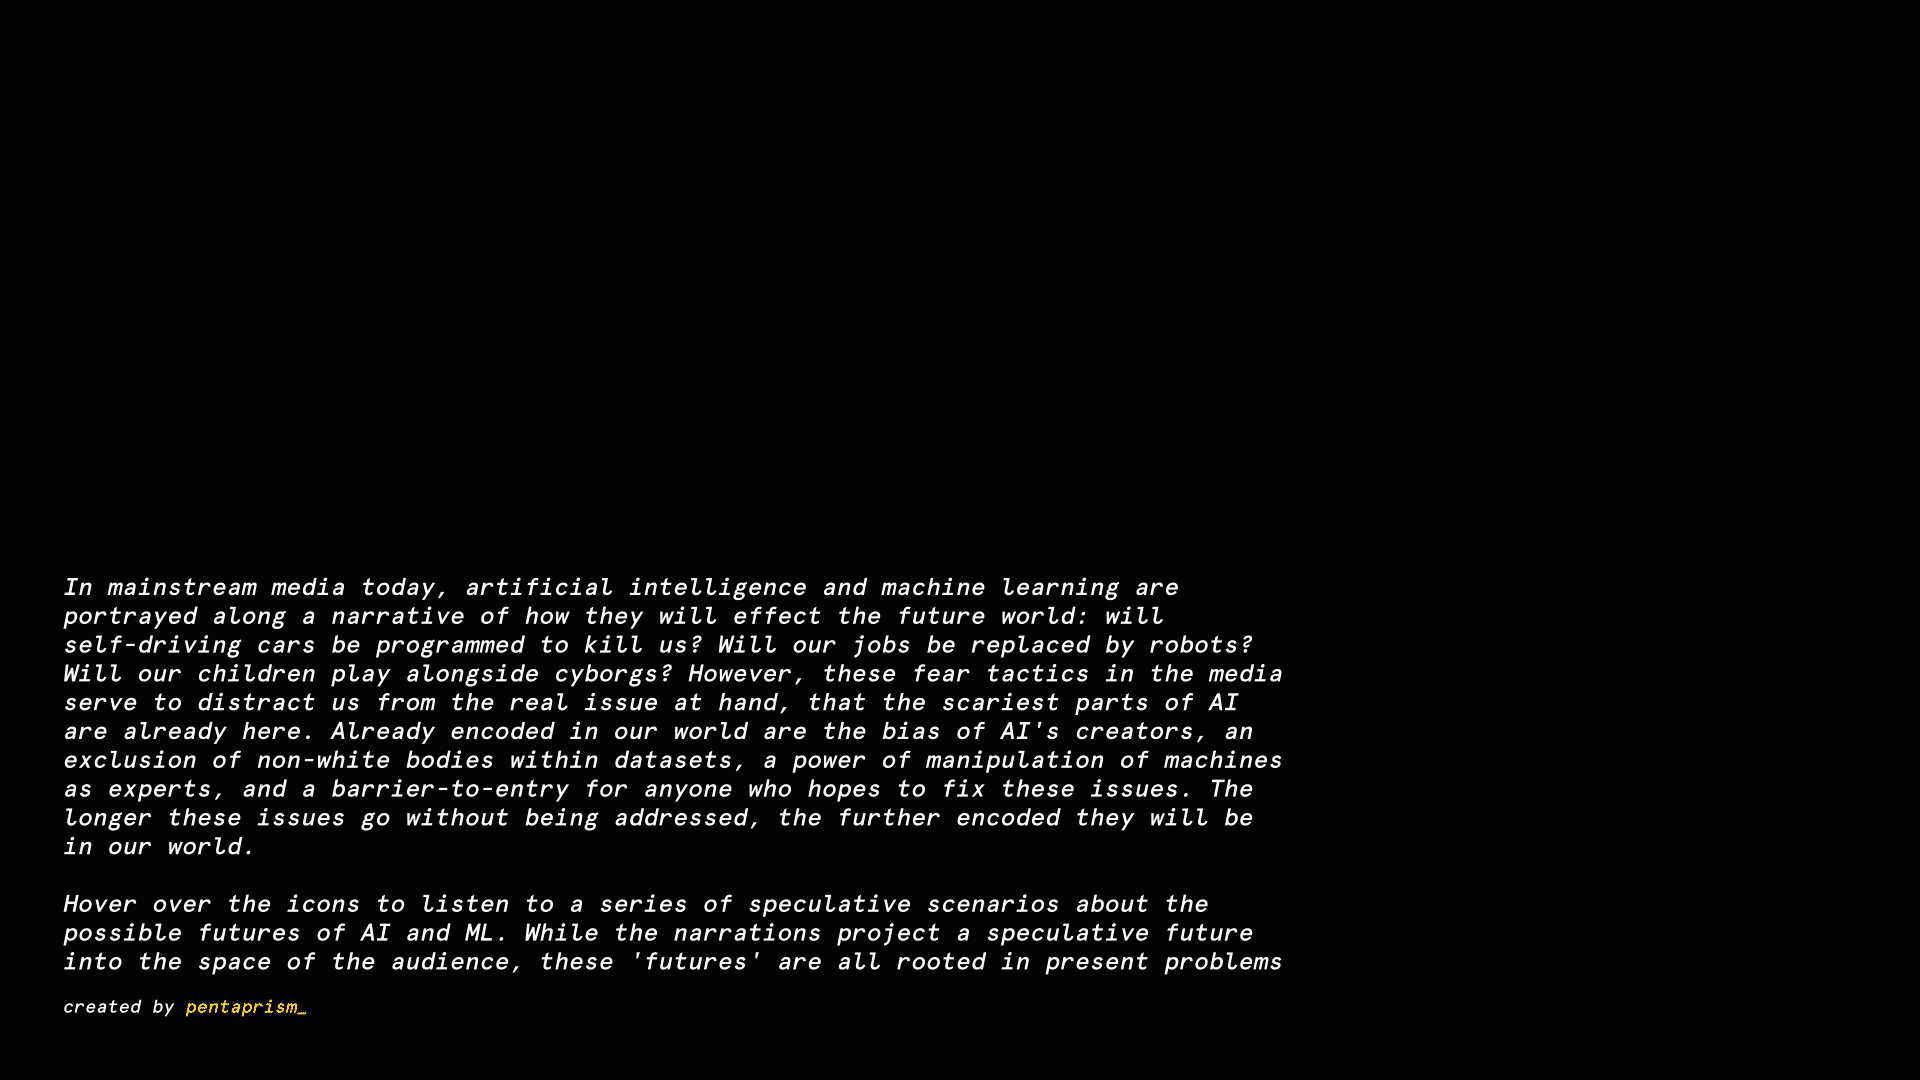 In mainstream media today, artificial intelligence and machine learning are
portrayed along a narrative of how they will effect the future world: will
self-driving cars be programmed to kill us? Will our jobs be replaced by robots?
Will our children play alongside cyborgs? However, these fear tactics in the media
serve to distract us from the real issue at hand, that the scariest parts of AI
are already here. Already encoded in our world are the bias of AI's creators, an
exclusion of non-white bodies within datasets, a power of manipulation of machines
as experts, and a barrier-to-entry for anyone who hopes to fix these issues. The
longer these issues go without being addressed, the further encoded they will be
in our world.
Hover over the icons to listen to a series of speculative scenarios about the
possible futures of AI and ML. While the narrations project a speculative future
into the space of the audience, these 'futures' are all rooted in present problems
created by pentaprism_